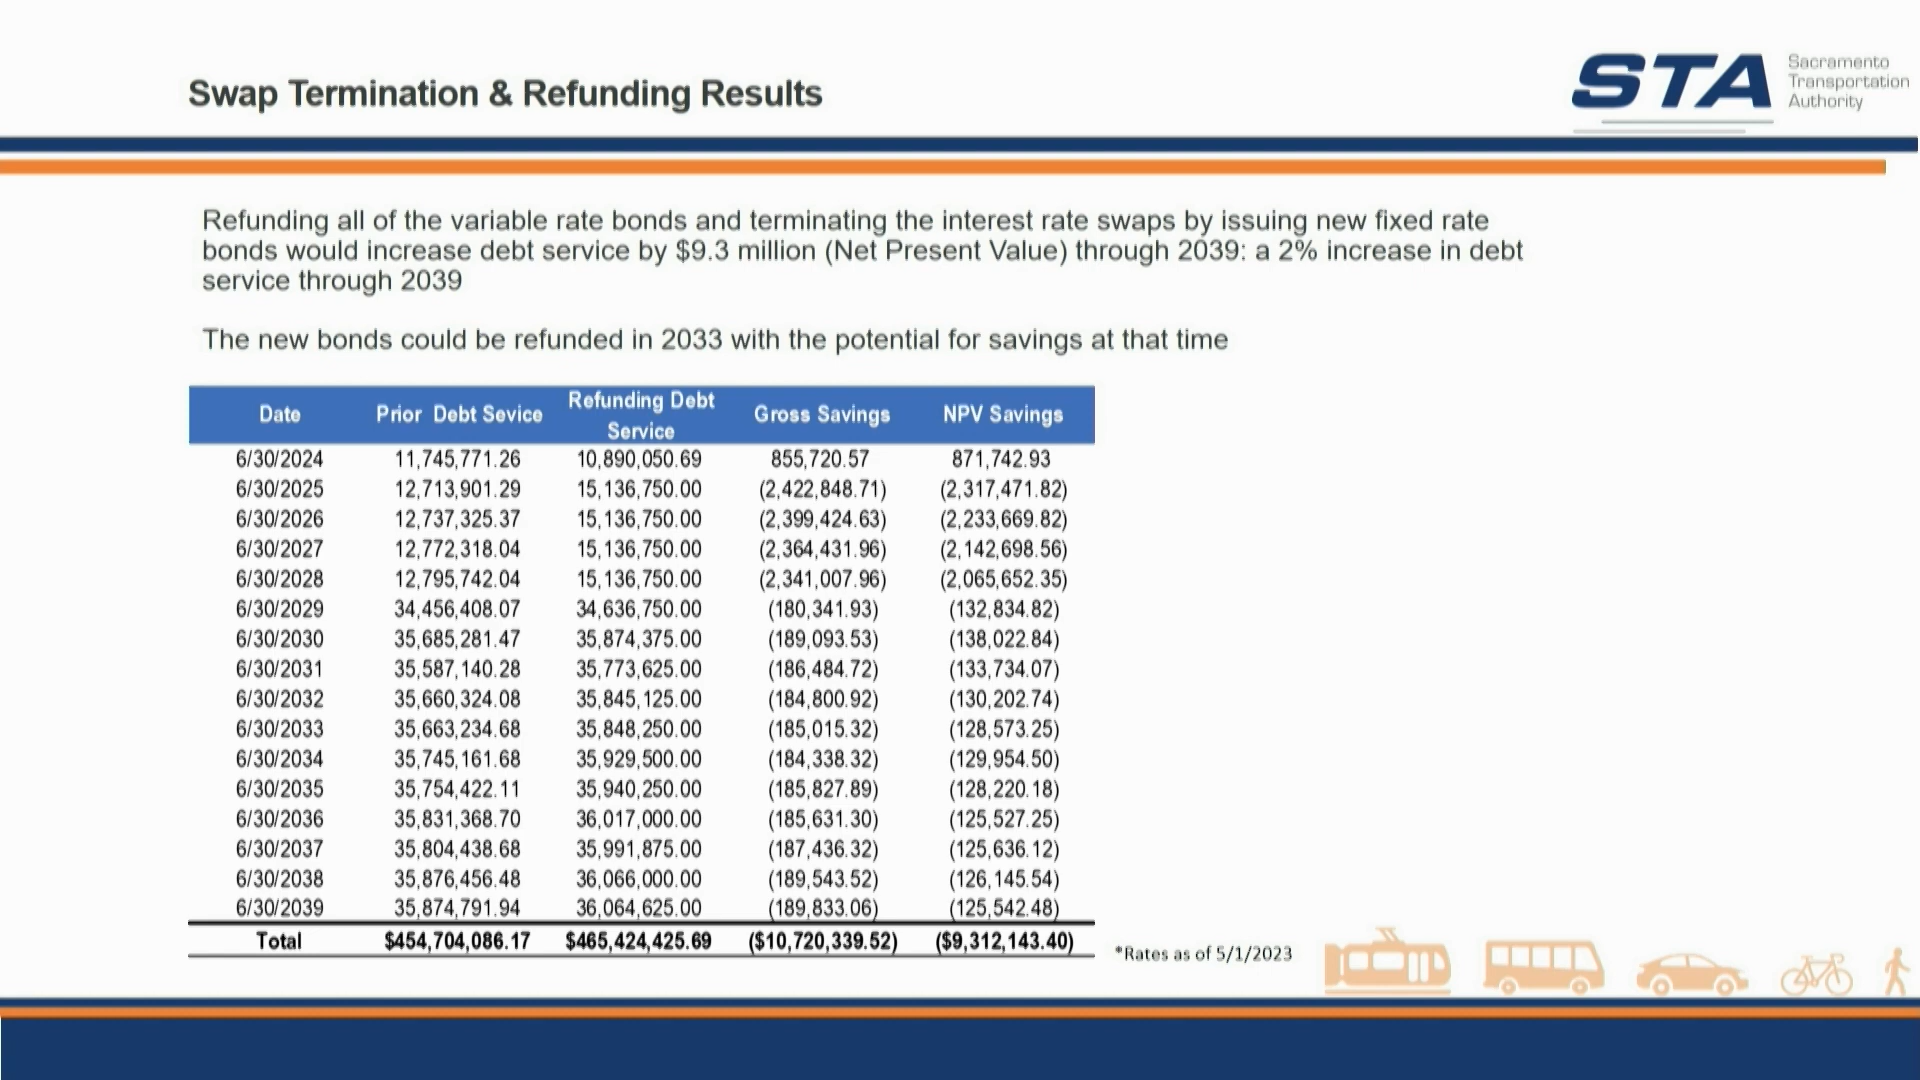 Swap Termination & Refunding Results
STA
Sacramento
Transportation
Authority
Refunding all of the variable rate bonds and terminating the interest rate swaps by issuing new fixed rate
bonds would increase debt service by $9.3 million (Net Present Value) through 2039: a 2% increase in debt
service through 2039
The new bonds could be refunded in 2033 with the potential for savings at that time
Date Prior Debt Sevice Refunding Debt Service Gross Savings NPV Savings
6/30/2024 11,745,771.26 10,890,050.69 855,720.57 871,742.93
6/30/2025 12,713,901.29 15,136,750.00 (2,422,848.71) (2,317,471.82)
6/30/2026 12,737,325.37 15,136,750.00 (2,399,424.63) (2,233,669.82)
6/30/2027 12,772,318.04 15,136,750.00 (2,364,431.96) (2,142,698.56)
6/30/2028 12,795,742.04 15,136,750.00 (2,341,007.96) (2,065,652.35)
6/30/2029 34,456,408.07 34,636,750.00 (180,341.93) (132,834.82)
6/30/2030 35,685,281.47 35,874,375.00 (189,093.53) (138,022.84)
6/30/2031 35,587,140.28 35,773,625.00 (186,484.72) (133,734.07)
6/30/2032 35,660,324.08 35,845,125.00 (184,800.92) (130,202.74)
6/30/2033 35,663,234.68 35,848,250.00 (185,015.32) (128,573.25)
6/30/2034 35,745,161.68 35,929,500.00 (184,338.32) (129,954.50)
6/30/2035 35,754,422.11 35,940,250.00 (185,827.89) (128,220.18)
6/30/2036 35,831,368.70 36,017,000.00 (185,631.30) (125,527.25)
6/30/2037 35,804,438.68 35,991,875.00 (187,436.32) (125,636.12)
6/30/2038 35,876,456.48 36,066,000.00 (189,543.52) (126,145.54)
6/30/2039 35,874,791.94 36,064,625.00 (189,833.06) (125,542.48)
Total $454,704,086.17 $465,424,425.69 ($10,720,339.52) ($9,312,143.40)
*Rates as of 5/1/2023